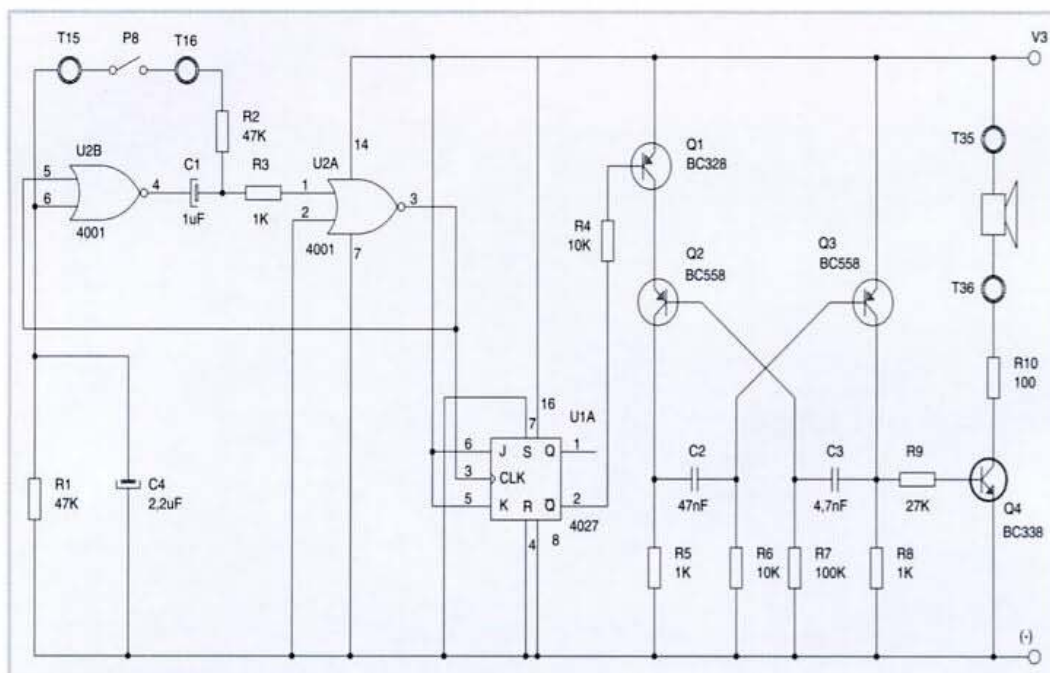 T15
P8
T16
V3
R2
47K
T35
U2B
14
Q1
BC328
C1
R3
U2A
5
4
1
3
6
2
1uF
1K
R4
10K
4001
4001
7
Q2
BC558
Q3
BC558
T36
R10
100
16
7
U1A
6
J
S
Q
1
C2
C3
R9
3
CLK
R1
47K
C4
2,2uF
5
K
R
Q
2
47nF
4,7nF
27K
Q4
BC338
4
8
4027
R5
1K
R6
10K
R7
100K
R8
1K
(-)